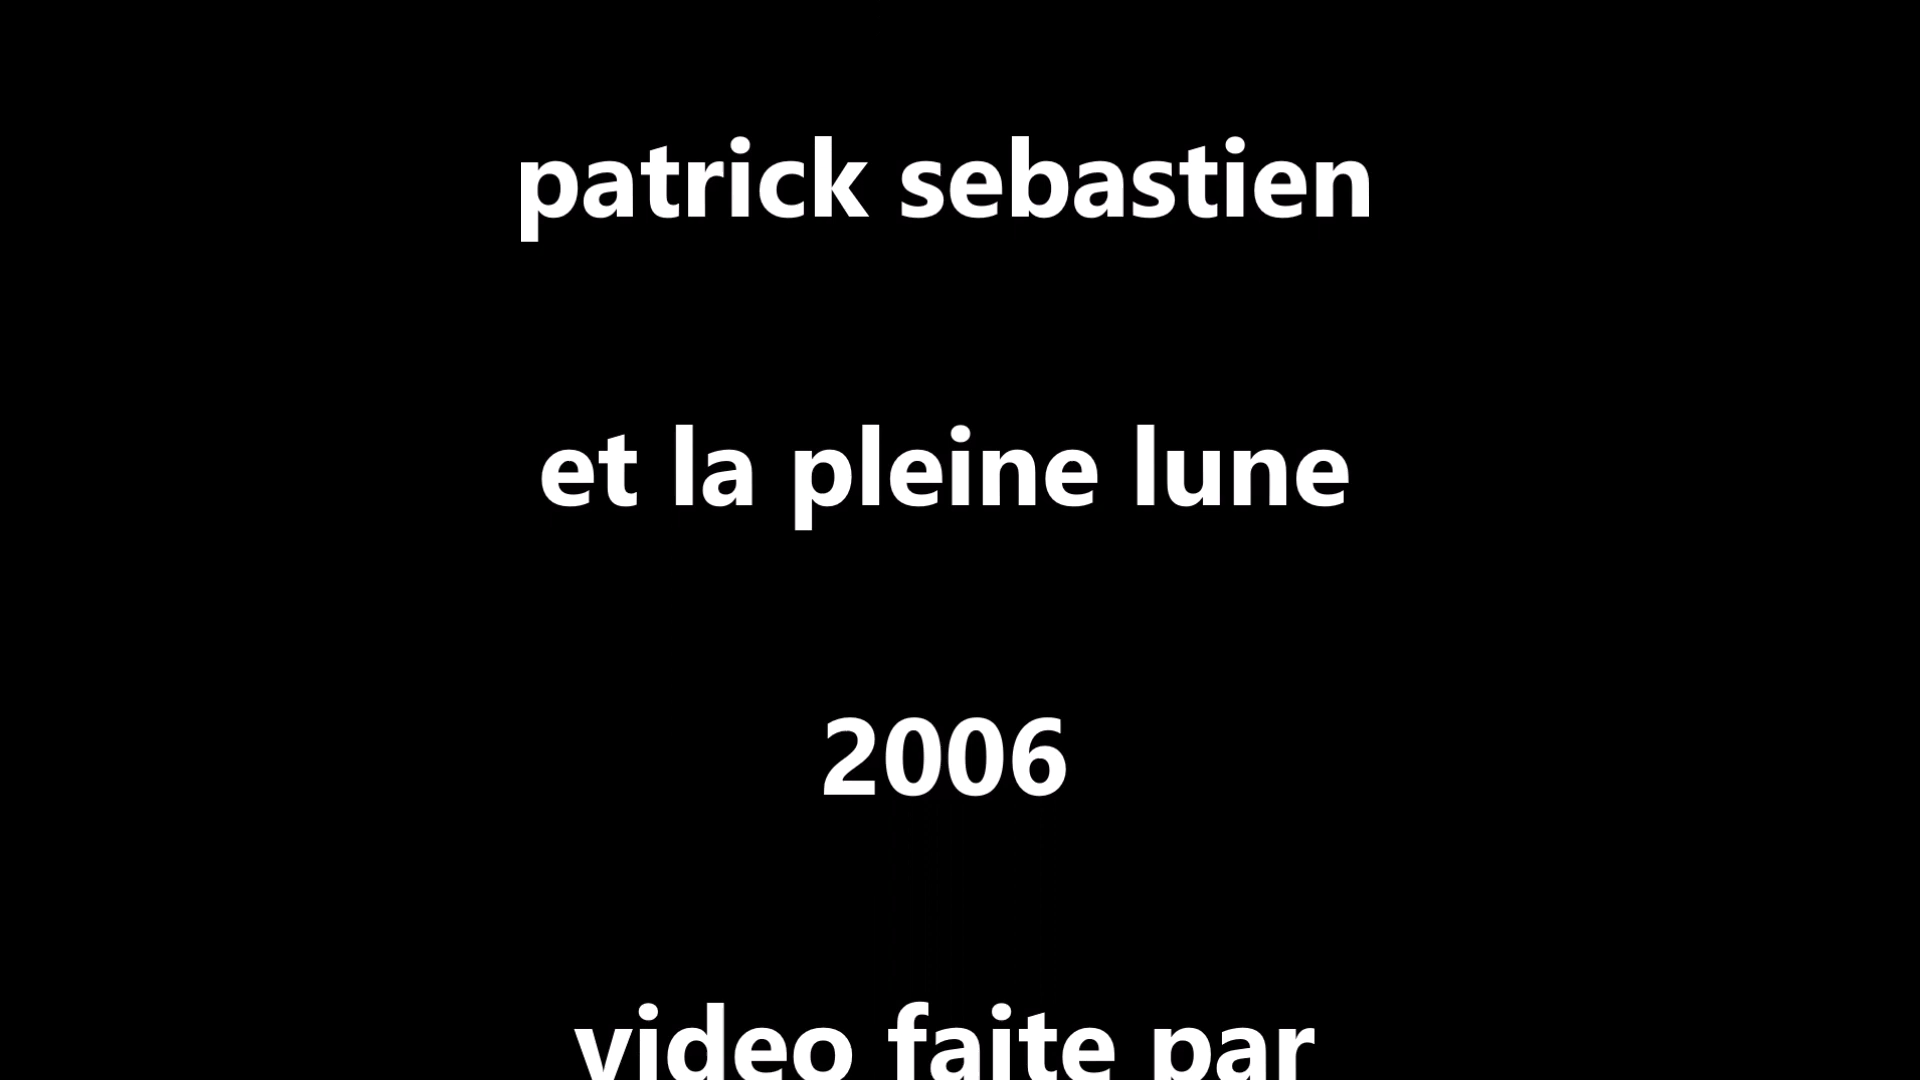 patrick sebastien
et la pleine lune
2006
video faite par